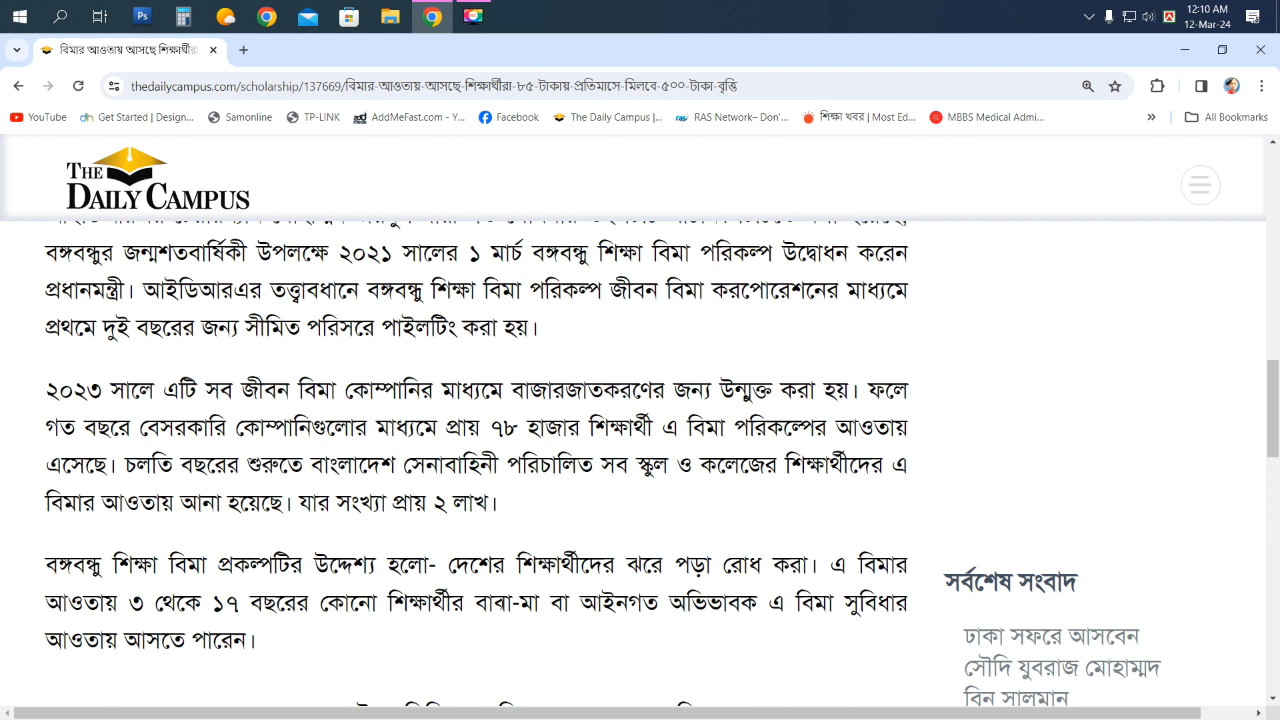 12:10 AM
12-Mar-24
বিমার আওতায় আসছে শিক্ষার্থীরা
thedailycampus.com/scholarship/137669/বিমার-আওতায়-আসছে-শিক্ষার্থীরা-৮৫-টাকায়-প্রতিমাসে-মিলবে-৫০০-টাকা-বৃত্তি
YouTube Get Started | Design... Samonline TP-LINK AddMeFast.com - Y... Facebook The Daily Campus |... RAS Network– Don'... শিক্ষা খবর | Most Ed... MBBS Medical Admi... » All Bookmarks
THE
DAILY CAMPUS
বঙ্গবন্ধুর জন্মশতবার্ষিকী উপলক্ষে ২০২১ সালের ১ মার্চ বঙ্গবন্ধু শিক্ষা বিমা পরিকল্প উদ্বোধন করেন
প্রধানমন্ত্রী। আইডিআরএর তত্ত্বাবধানে বঙ্গবন্ধু শিক্ষা বিমা পরিকল্প জীবন বিমা করপোরেশনের মাধ্যমে
প্রথমে দুই বছরের জন্য সীমিত পরিসরে পাইলটিং করা হয়।
২০২৩ সালে এটি সব জীবন বিমা কোম্পানির মাধ্যমে বাজারজাতকরণের জন্য উন্মুক্ত করা হয়। ফলে
গত বছরে বেসরকারি কোম্পানিগুলোর মাধ্যমে প্রায় ৭৮ হাজার শিক্ষার্থী এ বিমা পরিকল্পের আওতায়
এসেছে। চলতি বছরের শুরুতে বাংলাদেশ সেনাবাহিনী পরিচালিত সব স্কুল ও কলেজের শিক্ষার্থীদের এ
বিমার আওতায় আনা হয়েছে। যার সংখ্যা প্রায় ২ লাখ।
বঙ্গবন্ধু শিক্ষা বিমা প্রকল্পটির উদ্দেশ্য হলো- দেশের শিক্ষার্থীদের ঝরে পড়া রোধ করা। এ বিমার
আওতায় ৩ থেকে ১৭ বছরের কোনো শিক্ষার্থীর বাবা-মা বা আইনগত অভিভাবক এ বিমা সুবিধার
আওতায় আসতে পারেন।
সর্বশেষ সংবাদ
ঢাকা সফরে আসবেন
সৌদি যুবরাজ মোহাম্মদ
বিন সালমান